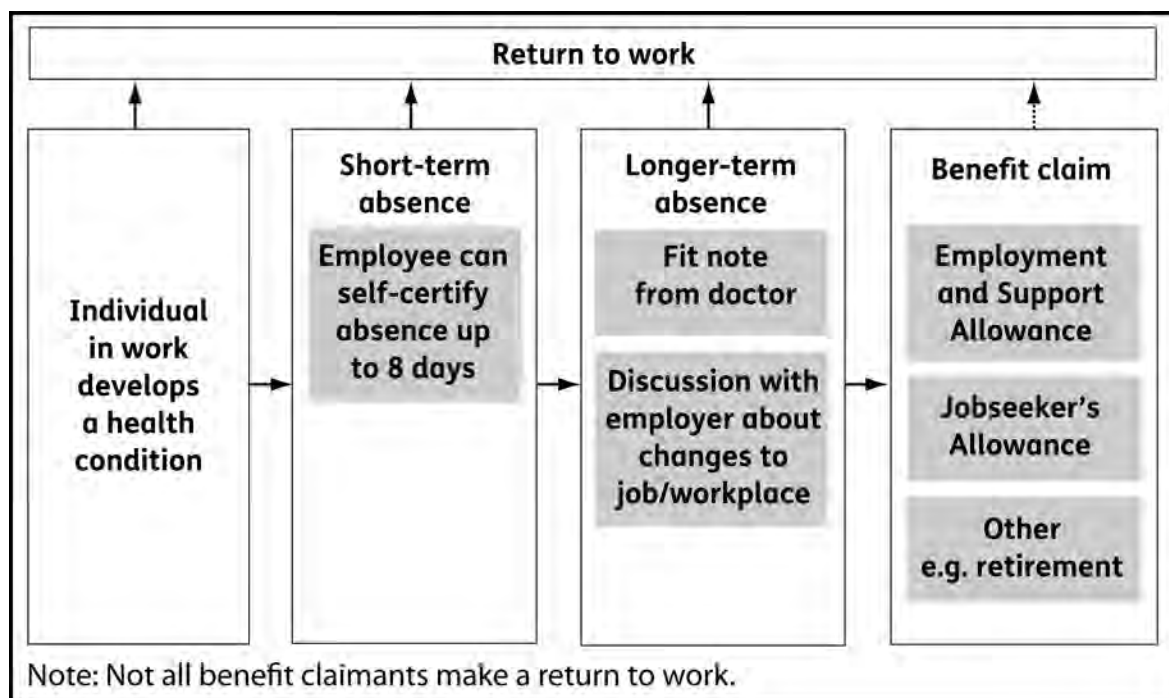 Return to work
Individual
in work
develops
a health
condition
Short-term
absence
Employee can
self-certify
absence up
to 8 days
Longer-term
absence
Fit note
from doctor
Discussion with
employer about
changes to
job/workplace
Benefit claim
Employment
and Support
Allowance
Jobseeker’s
Allowance
Other
e.g. retirement
Note: Not all benefit claimants make a return to work.